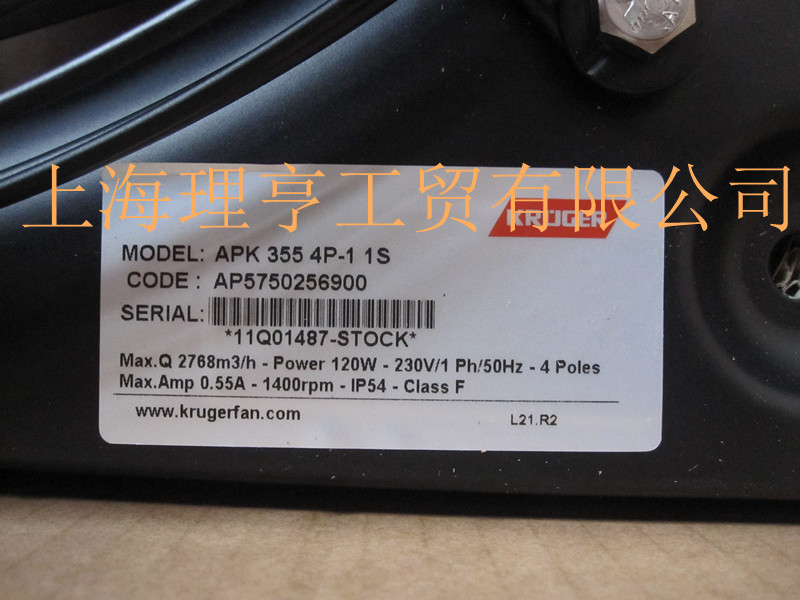 上海理亨工贸有限公司
KRUGER
MODEL: APK 355 4P-1 1S
CODE : AP5750256900
SERIAL:
*11Q01487-STOCK*
Max.Q 2768m3/h - Power 120W - 230V/1 Ph/50Hz - 4 Poles
Max.Amp 0.55A - 1400rpm - IP54 - Class F
www.krugerfan.com
L21.R2